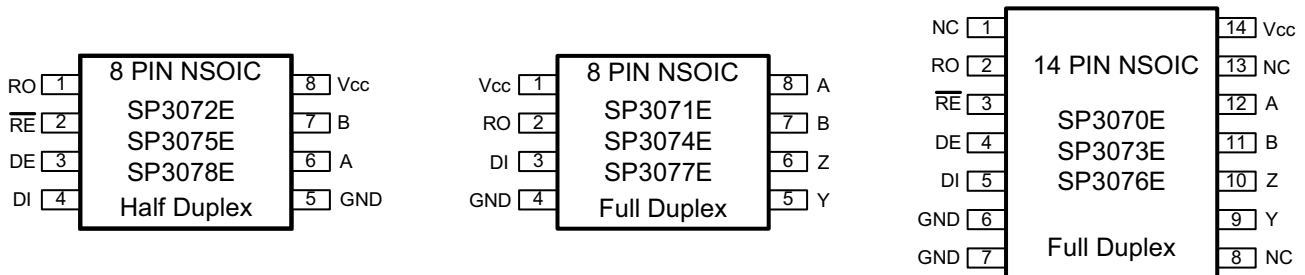 8 PIN NSOIC
SP3072E
SP3075E
SP3078E
Half Duplex
RO 1
RE 2
DE 3
DI 4
8 Vcc
7 B
6 A
5 GND
8 PIN NSOIC
SP3071E
SP3074E
SP3077E
Full Duplex
Vcc 1
RO 2
DI 3
GND 4
8 A
7 B
6 Z
5 Y
14 PIN NSOIC
SP3070E
SP3073E
SP3076E
Full Duplex
NC 1
RO 2
RE 3
DE 4
DI 5
GND 6
GND 7
14 Vcc
13 NC
12 A
11 B
10 Z
9 Y
8 NC